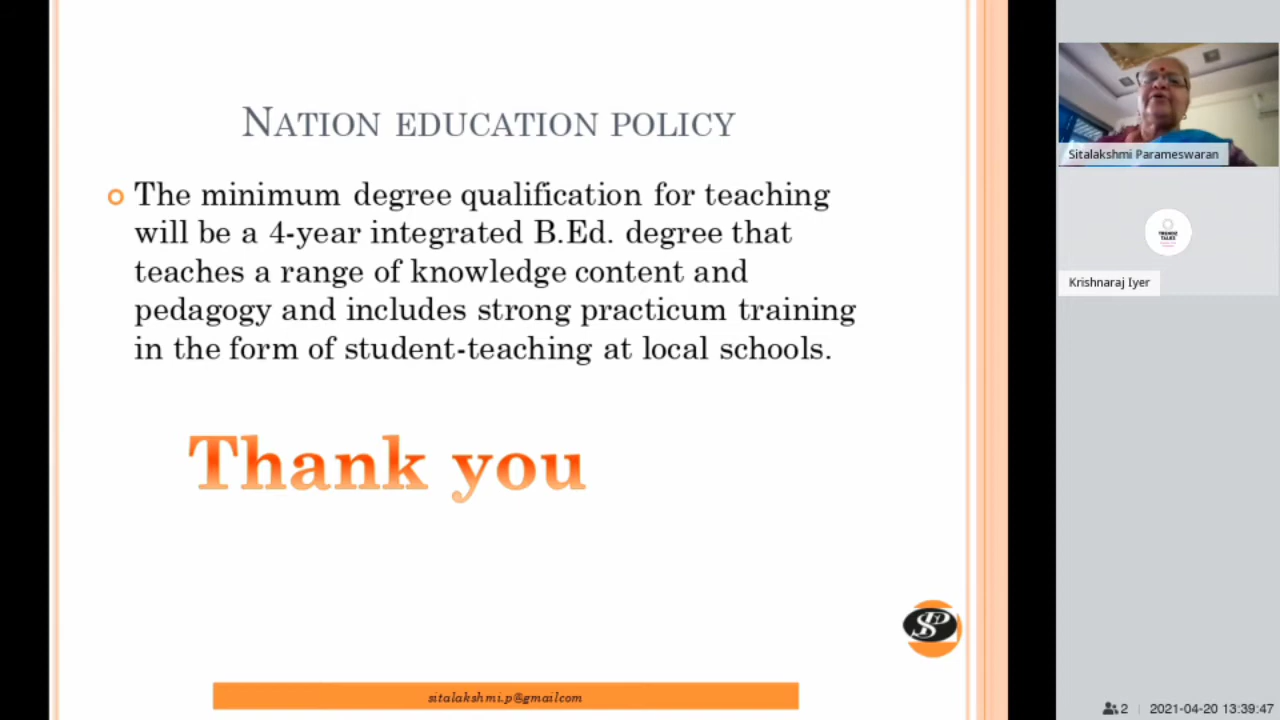 NATION EDUCATION POLICY
The minimum degree qualification for teaching
will be a 4-year integrated B.Ed. degree that
teaches a range of knowledge content and
pedagogy and includes strong practicum training
in the form of student-teaching at local schools.
Thank you
SP
sitalakshmi.p@gmailcom
Sitalakshmi Parameswaran
Krishnaraj Iyer
2 2021-04-20 13:39:47